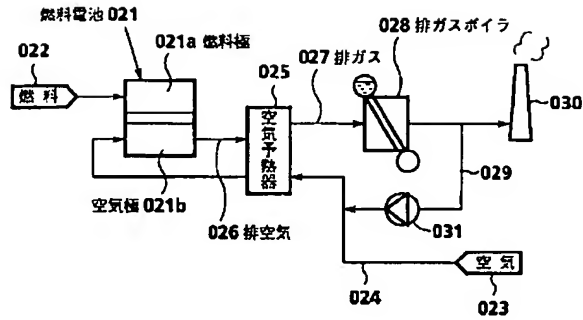 燃料電池 021
021a 燃料極
022
燃料
025
027 排ガス
028 排ガスボイラ
030
空気予熱器
029
空気極 021b
026 排空気
031
空気
024
023